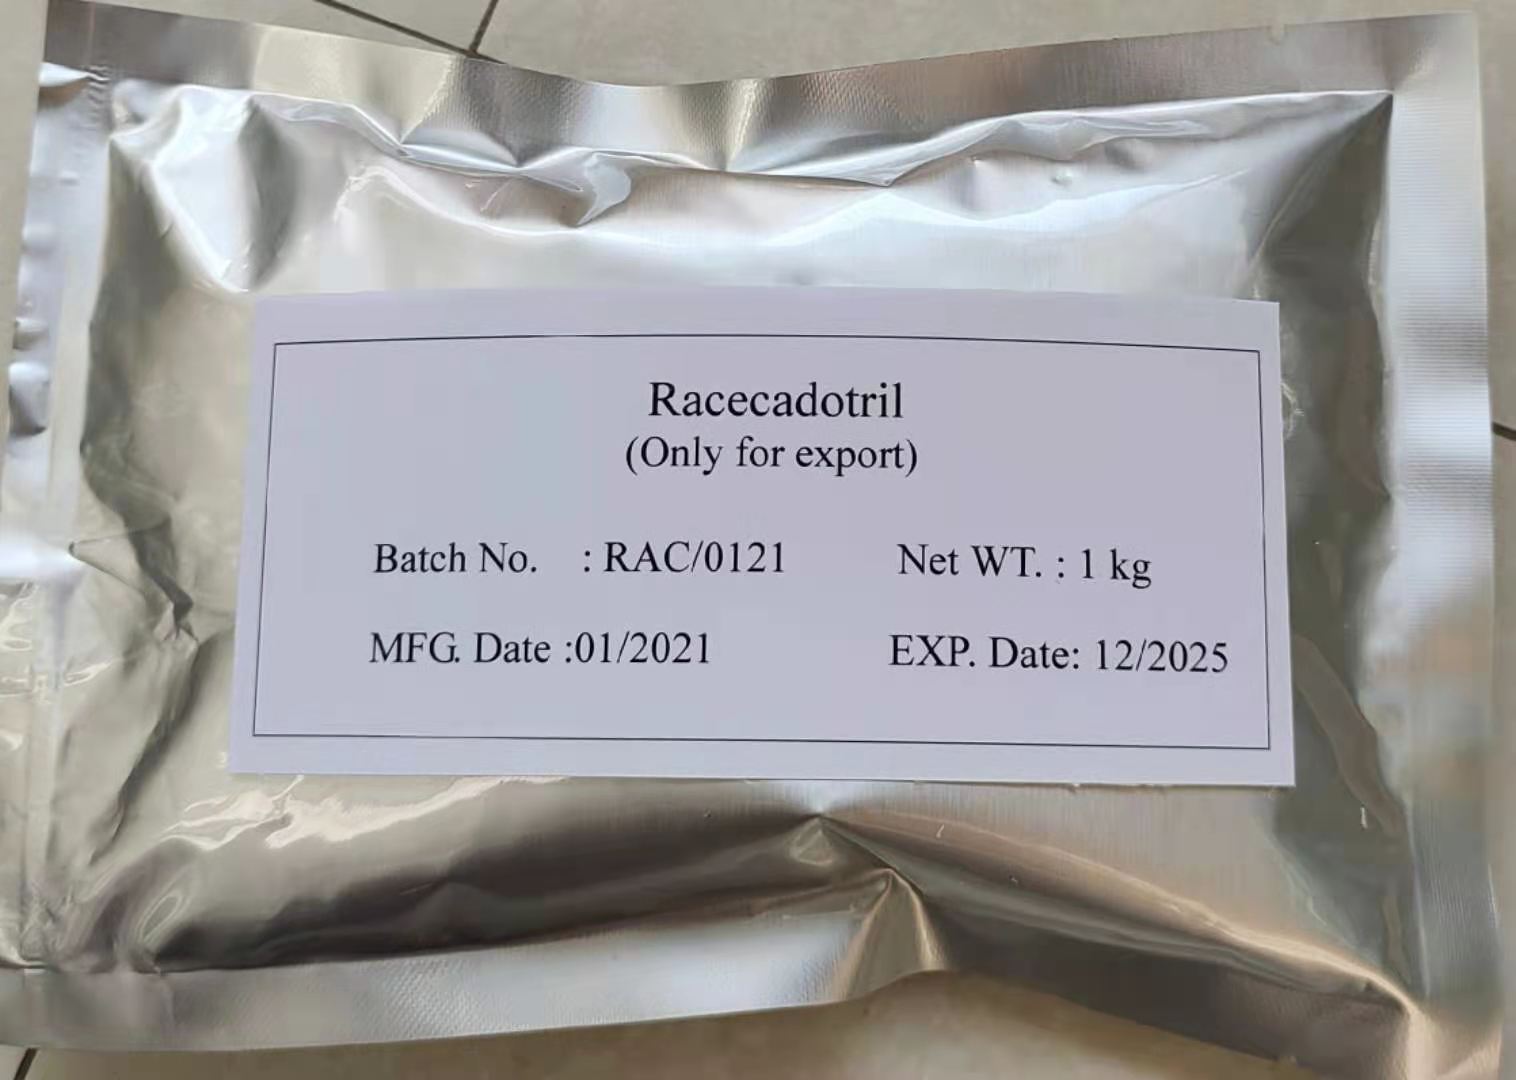 Racecadotril
(Only for export)
Batch No. : RAC/0121 Net WT. : 1 kg
MFG. Date :01/2021 EXP. Date: 12/2025